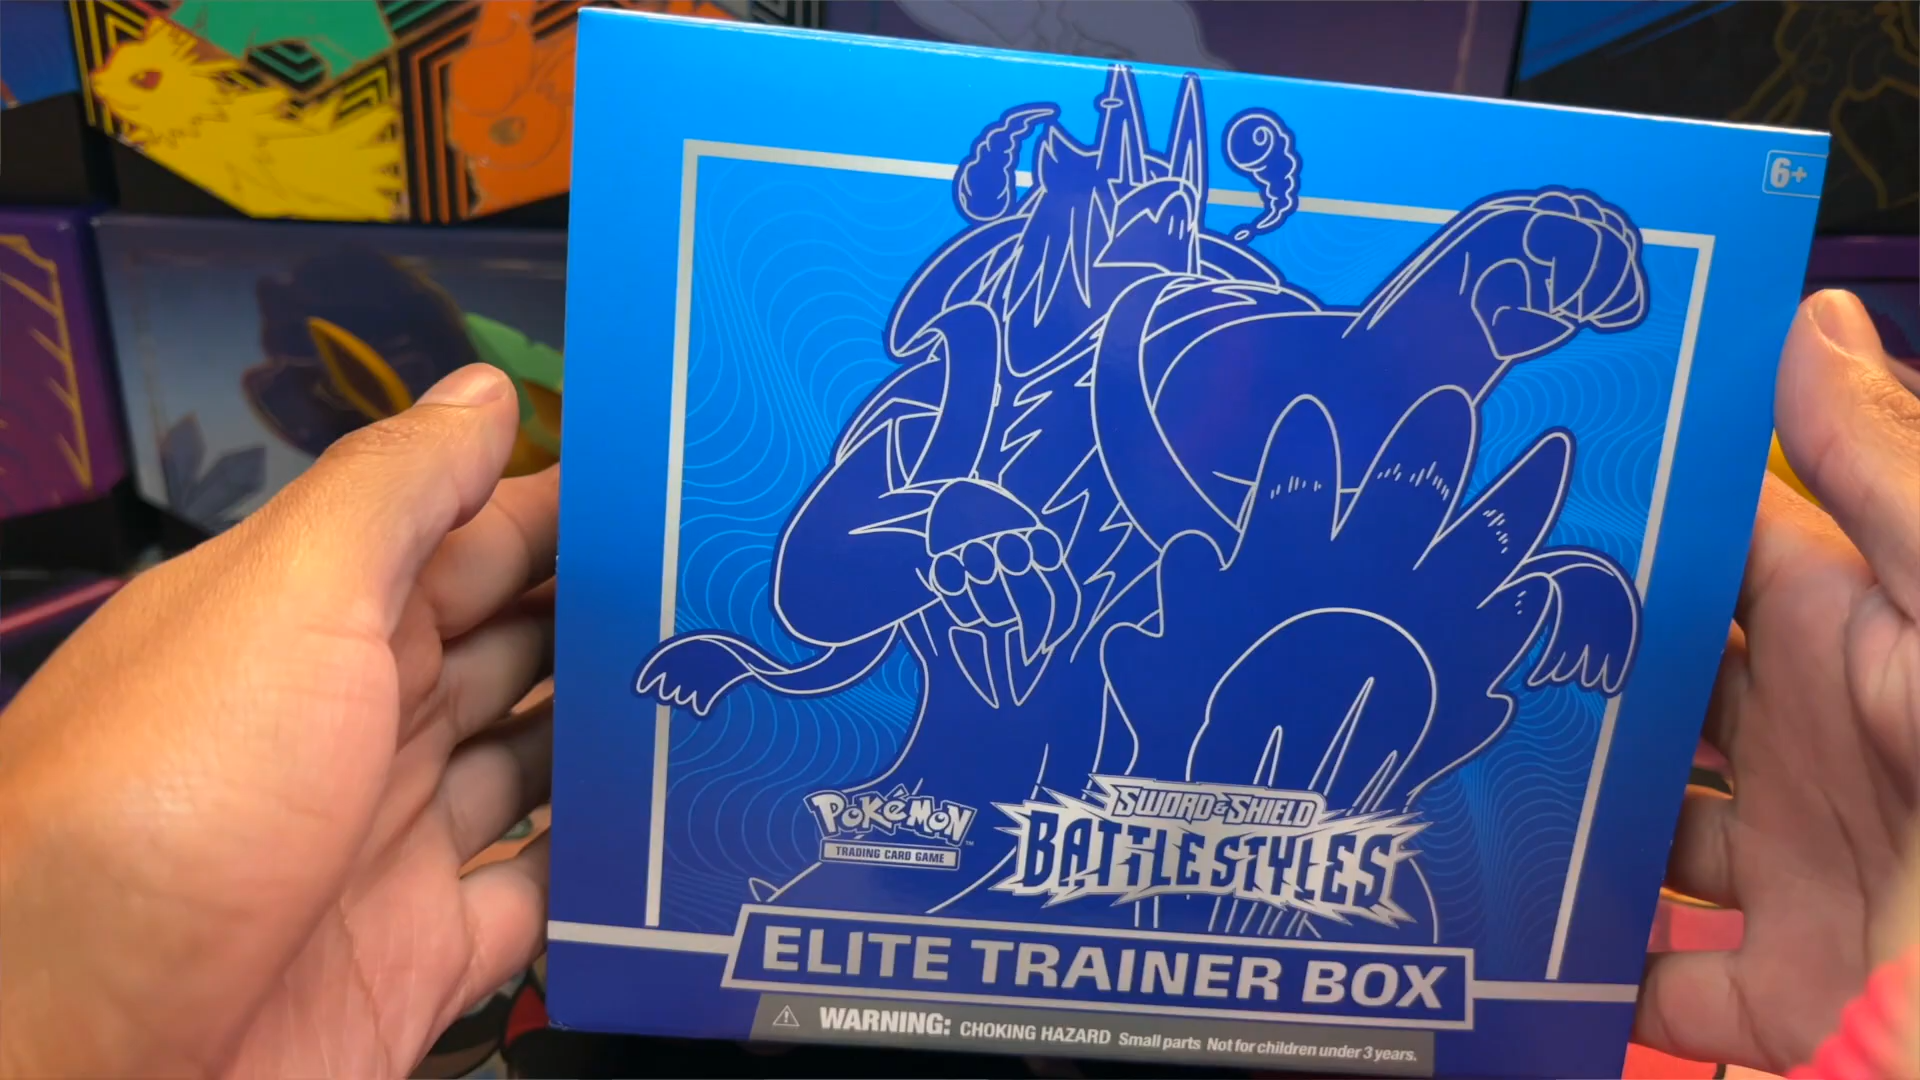 6+
POKéMON
TRADING CARD GAME
SWORD & SHIELD
BATTLE STYLES
ELITE TRAINER BOX
WARNING: CHOKING HAZARD Small parts Not for children under 3 years.